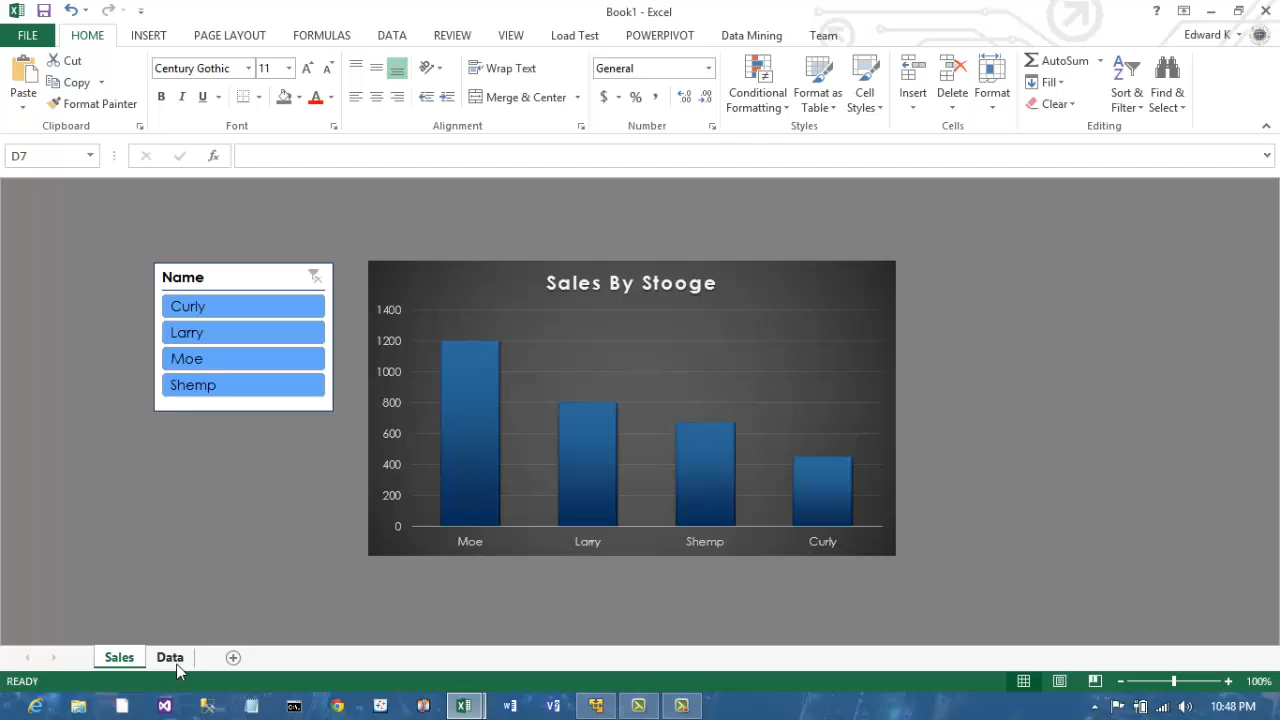 Book1 - Excel
?
FILE HOME INSERT PAGE LAYOUT FORMULAS DATA REVIEW VIEW Load Test POWERPIVOT Data Mining Team Edward K
Paste
Cut
Copy
Format Painter
Clipboard
Century Gothic 11
B I U A
Font
Wrap Text
Merge & Center
Alignment
General
$ % ,
Number
Conditional Formatting
Format as Table
Cell Styles
Styles
Insert
Delete
Format
Cells
AutoSum
Fill
Clear
Sort & Filter
Find & Select
Editing
D7 fx
Name
Curly
Larry
Moe
Shemp
Sales By Stooge
1400
1200
1000
800
600
400
200
0
Moe Larry Shemp Curly
Sales Data
READY 100%
10:48 PM